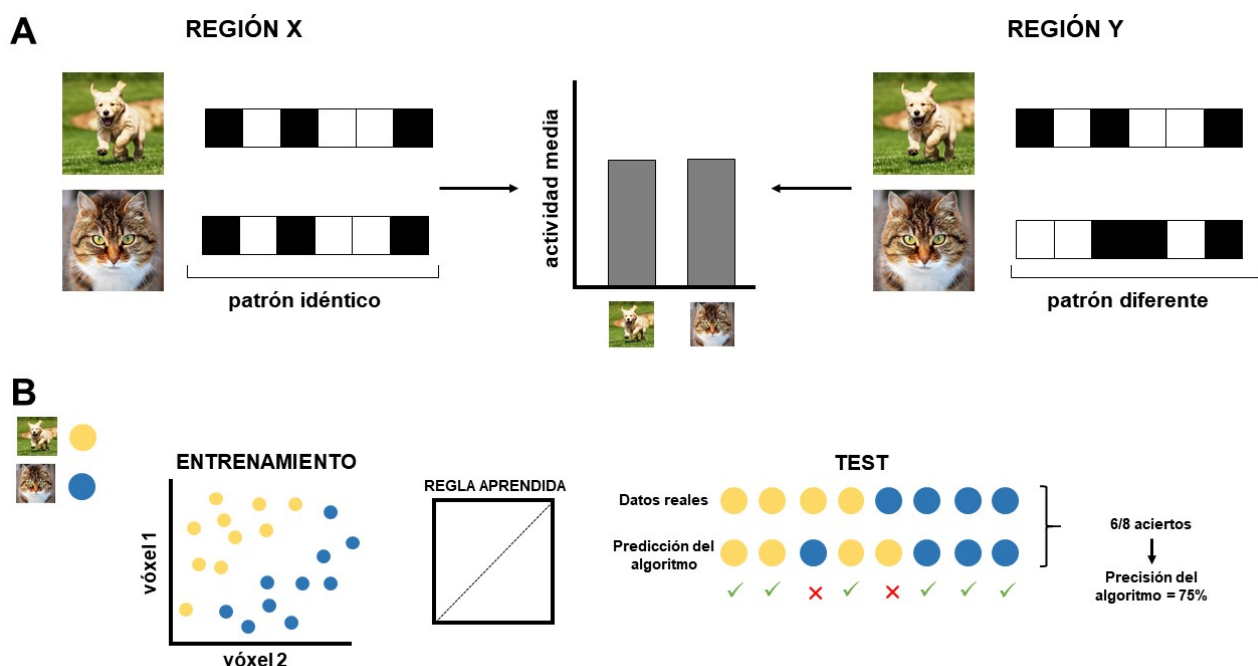 A
REGIÓN X
REGIÓN Y
actividad media
patrón idéntico
patrón diferente
B
ENTRENAMIENTO
vóxel 1
vóxel 2
REGLA APRENDIDA
TEST
Datos reales
Predicción del
algoritmo
6/8 aciertos
Precisión del
algoritmo = 75%